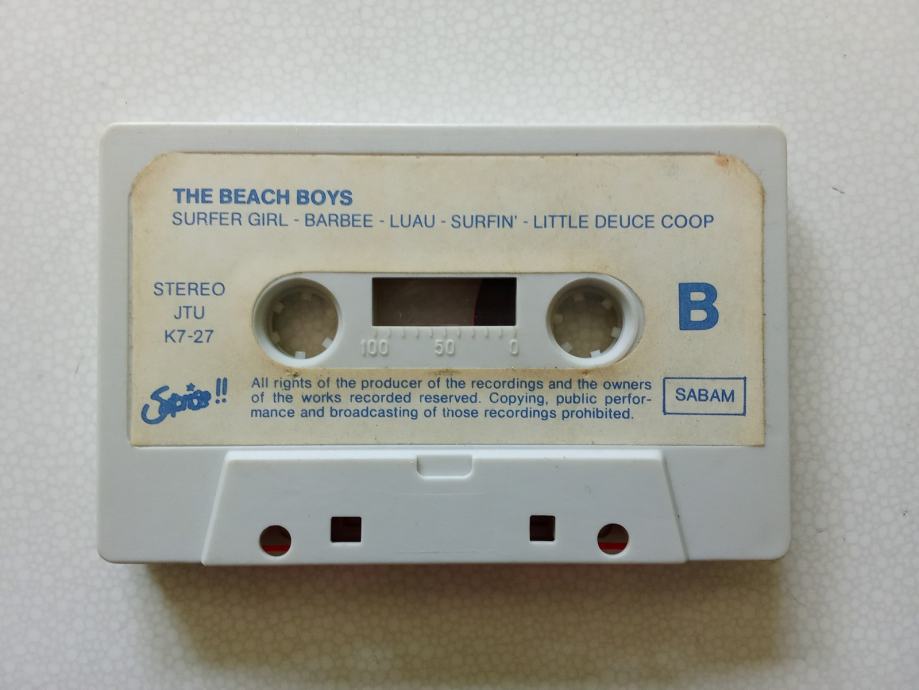 THE BEACH BOYS
SURFER GIRL - BARBEE - LUAU - SURFIN' - LITTLE DEUCE COOP
STEREO
JTU
K7-27
B
100 50 0
Suprise!!
All rights of the producer of the recordings and the owners
of the works recorded reserved. Copying, public perfor-
mance and broadcasting of those recordings prohibited.
SABAM